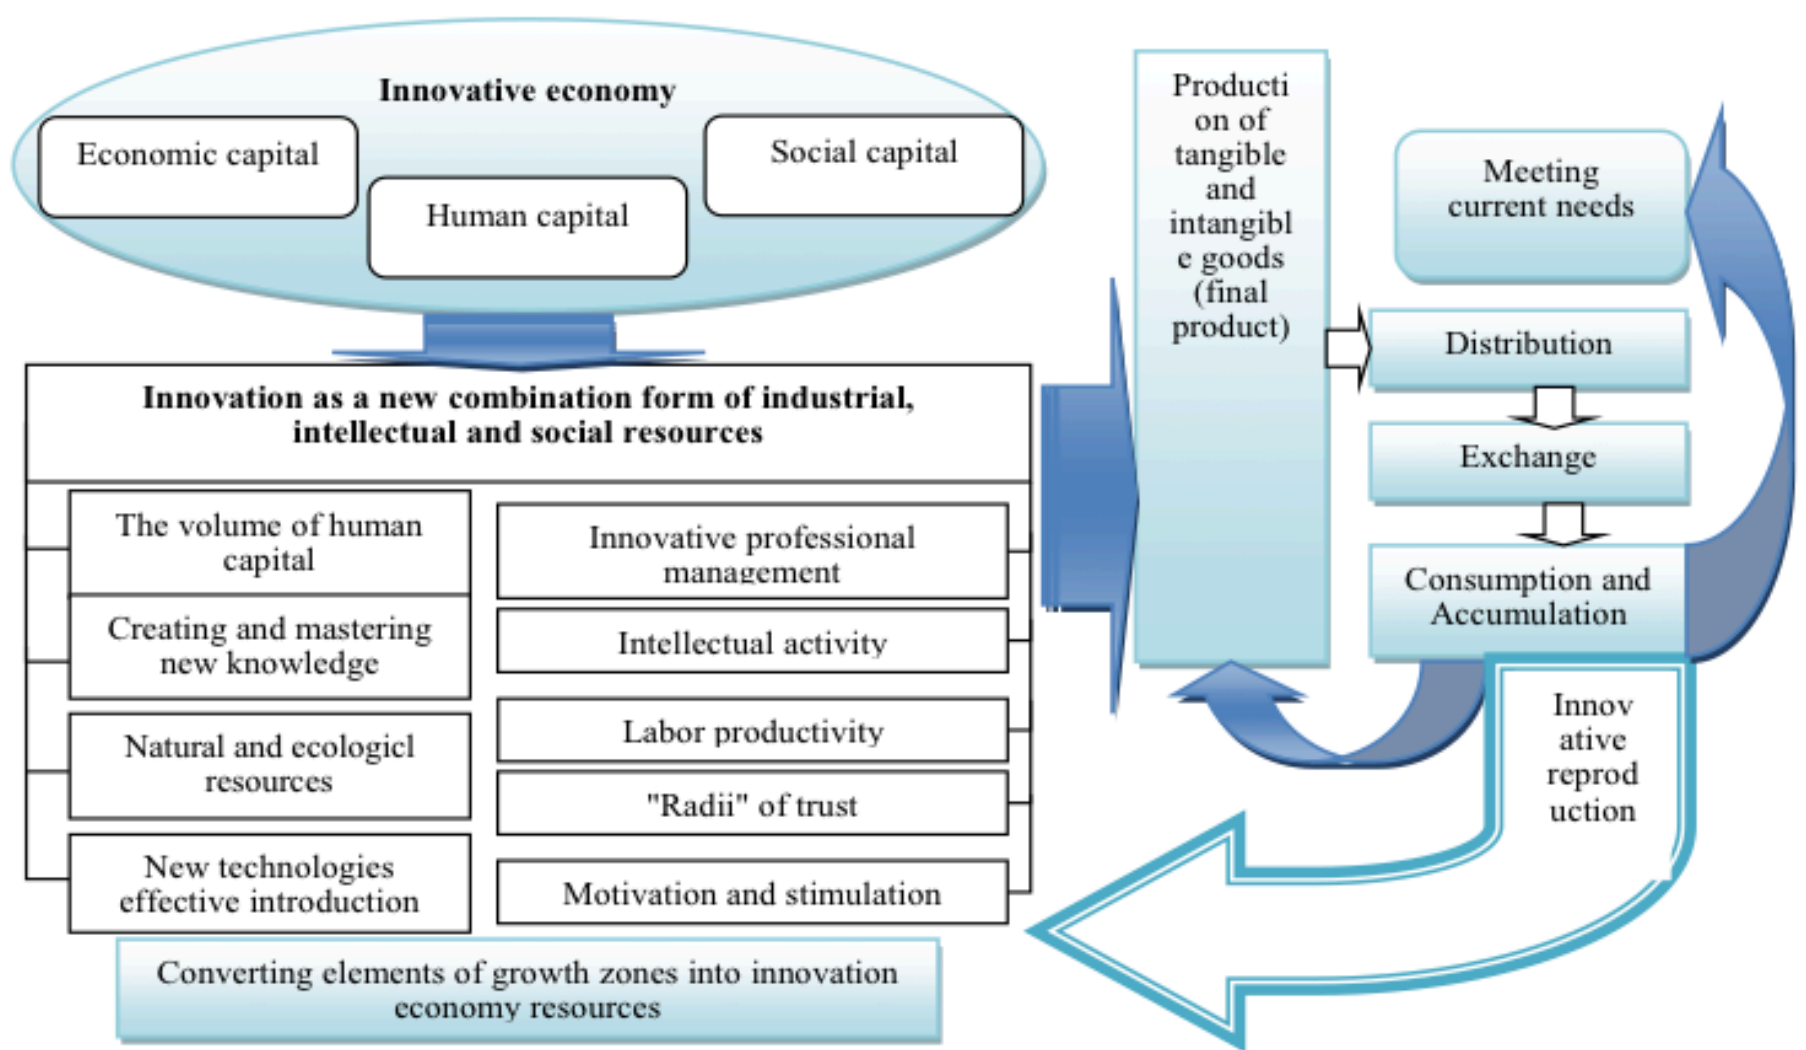 Innovative economy
Economic capital
Human capital
Social capital
Innovation as a new combination form of industrial,
intellectual and social resources
The volume of human
capital
Creating and mastering
new knowledge
Natural and ecologicl
resources
New technologies
effective introduction
Innovative professional
management
Intellectual activity
Labor productivity
"Radii" of trust
Motivation and stimulation
Converting elements of growth zones into innovation
economy resources
Producti
on of
tangible
and
intangibl
e goods
(final
product)
Meeting
current needs
Distribution
Exchange
Consumption and
Accumulation
Innov
ative
reprod
uction